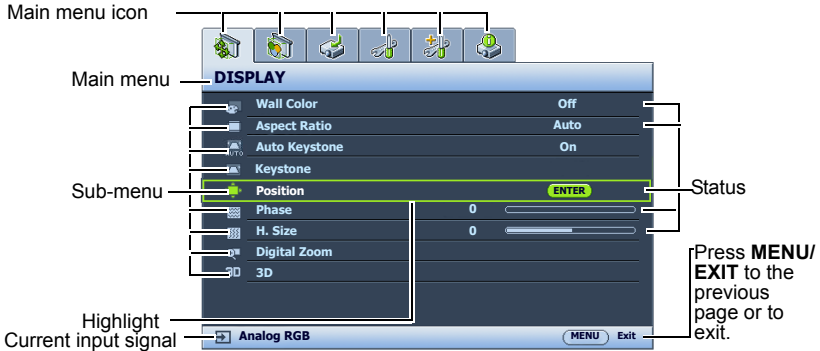 Main menu icon
Main menu
DISPLAY
Wall Color Off
Aspect Ratio Auto
AUTO Auto Keystone On
Keystone
Sub-menu
Position ENTER
Status
Phase 0
H. Size 0
Digital Zoom
3D 3D
Press MENU/
EXIT to the
previous
page or to
exit.
Highlight
Current input signal
Analog RGB MENU Exit